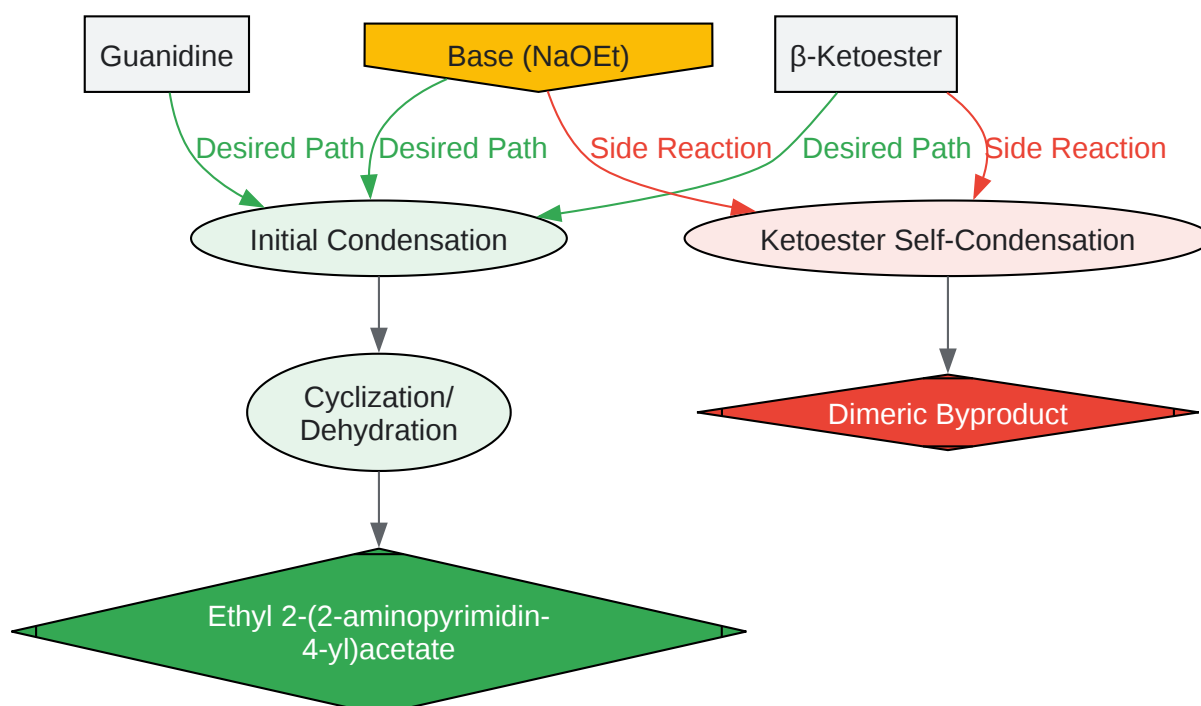 Guanidine
Base (NaOEt)
β-Ketoester
Desired Path
Desired Path
Side Reaction
Desired Path
Side Reaction
Initial Condensation
Ketoester Self-Condensation
Cyclization/
Dehydration
Dimeric Byproduct
Ethyl 2-(2-aminopyrimidin-
4-yl)acetate